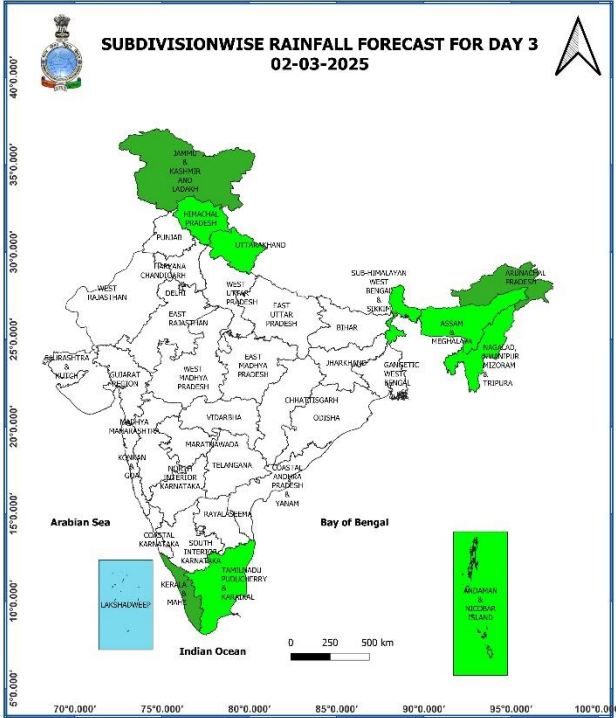 SUBDIVISIONWISE RAINFALL FORECAST FOR DAY 3
02-03-2025
40°0.000'
35°0.000'
30°0.000'
25°0.000'
20°0.000'
15°0.000'
10°0.000'
5°0.000'
JAMMU
&
KASHMIR
AND
LADAKH
HIMACHAL
PRADESH
PUNJAB
UTTARAKHAND
HARYANA
CHANDIGARH
&
DELHI
WEST
UTTAR
PRADESH
WEST
RAJASTHAN
EAST
RAJASTHAN
EAST
UTTAR
PRADESH
SUB-HIMALAYAN
WEST
BENGAL
&
SIKKIM
ARUNACHAL
PRADESH
BIHAR
ASSAM
&
MEGHALAYA
NAGALAD,
MIZORAM
&
TRIPURA
SAURASHTRA
&
KUTCH
GUJARAT
REGION
WEST
MADHYA
PRADESH
EAST
MADHYA
PRADESH
JHARKHAND
GANGETIC
WEST
BENGAL
CHHATTISGARH
ODISHA
VIDARBHA
MADHYA
MAHARASHTRA
MARATHWADA
KONKAN
&
GOA
NORTH
INTERIOR
KARNATAKA
TELANGANA
COASTAL
ANDHRA
PRADESH
&
YANAM
RAYALASEEMA
Arabian Sea
Bay of Bengal
COASTAL
KARNATAKA
SOUTH
INTERIOR
KARNATAKA
TAMILNADU
PUDUCHERRY
&
KARAIKAL
KERALA
&
MAHE
LAKSHADWEEP
ANDAMAN
&
NICOBAR
ISLAND
Indian Ocean
0 250 500 km
70°0.000' 75°0.000' 80°0.000' 85°0.000' 90°0.000' 95°0.000' 100°0.00